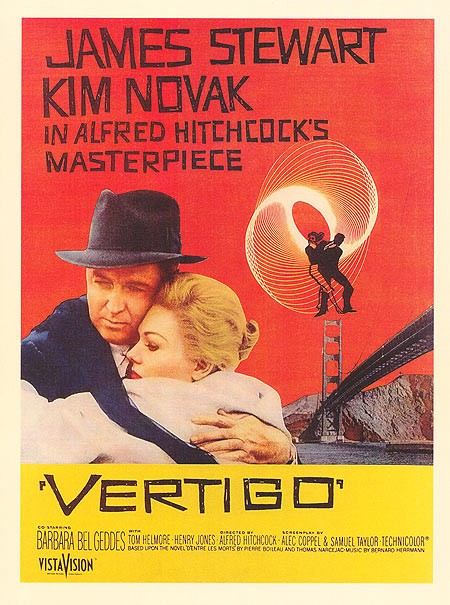 JAMES STEWART
KIM NOVAK
IN ALFRED HITCHCOCK'S
MASTERPIECE
'VERTIGO'
CO STARRING
BARBARA BEL GEDDES
WITH
TOM HELMORE · HENRY JONES ·
DIRECTED BY
ALFRED HITCHCOCK ·
SCREENPLAY BY
ALEC COPPEL & SAMUEL TAYLOR · TECHNICOLOR®
BASED UPON THE NOVEL D'ENTRE LES MORTS BY PIERRE BOILEAU AND THOMAS NARCEJAC · MUSIC BY BERNARD HERRMANN
VISTAVISION®